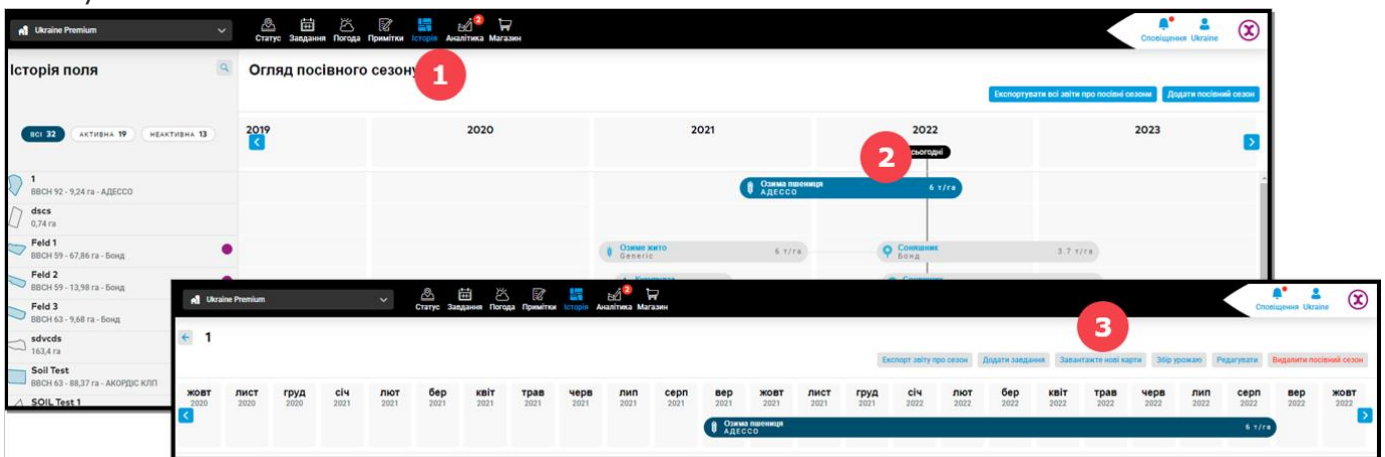 Ukraine Premium
Статус Завдання Погода Примітки Історія Аналітика Магазин
2
Сповіщення Ukraine
Історія поля
Огляд посівного сезону
1
Експортувати всі звіти про посівні сезони Додати посівний сезон
ВСІ 32 АКТИВНА 19 НЕАКТИВНА 13
2019 2020 2021 2022 2023
2
сьогодні
1
BBCH 92 - 9,24 га - АДЕССО
Озима пшениця
АДЕССО
6 т/га
dscs
0,74 га
Feld 1
BBCH 59 - 67,86 га - Бонд
Озиме жито
Generic
6 т/га
Соняшник
Бонд
3.7 т/га
Feld 2
BBCH 59 - 13,98 га - Бонд
Feld 3
BBCH 63 - 9,68 га - Бонд
sdvcds
163,4 га
Soil Test
BBCH 63 - 88,37 га - АКОРДІС КЛП
SOIL Test 1
Ukraine Premium
Статус Завдання Погода Примітки Історія Аналітика Магазин
2
Сповіщення Ukraine
1
3
Експорт звіту про сезон Додати завдання Завантажте нові карти Збір урожаю Редагувати Видалити посівний сезон
жовт лист груд січ лют бер квіт трав черв лип серп вер жовт лист груд січ лют бер квіт трав черв лип серп вер жовт
2020 2020 2020 2021 2021 2021 2021 2021 2021 2021 2021 2021 2021 2021 2021 2022 2022 2022 2022 2022 2022 2022 2022 2022 2022
Озима пшениця
АДЕССО
6 т/га